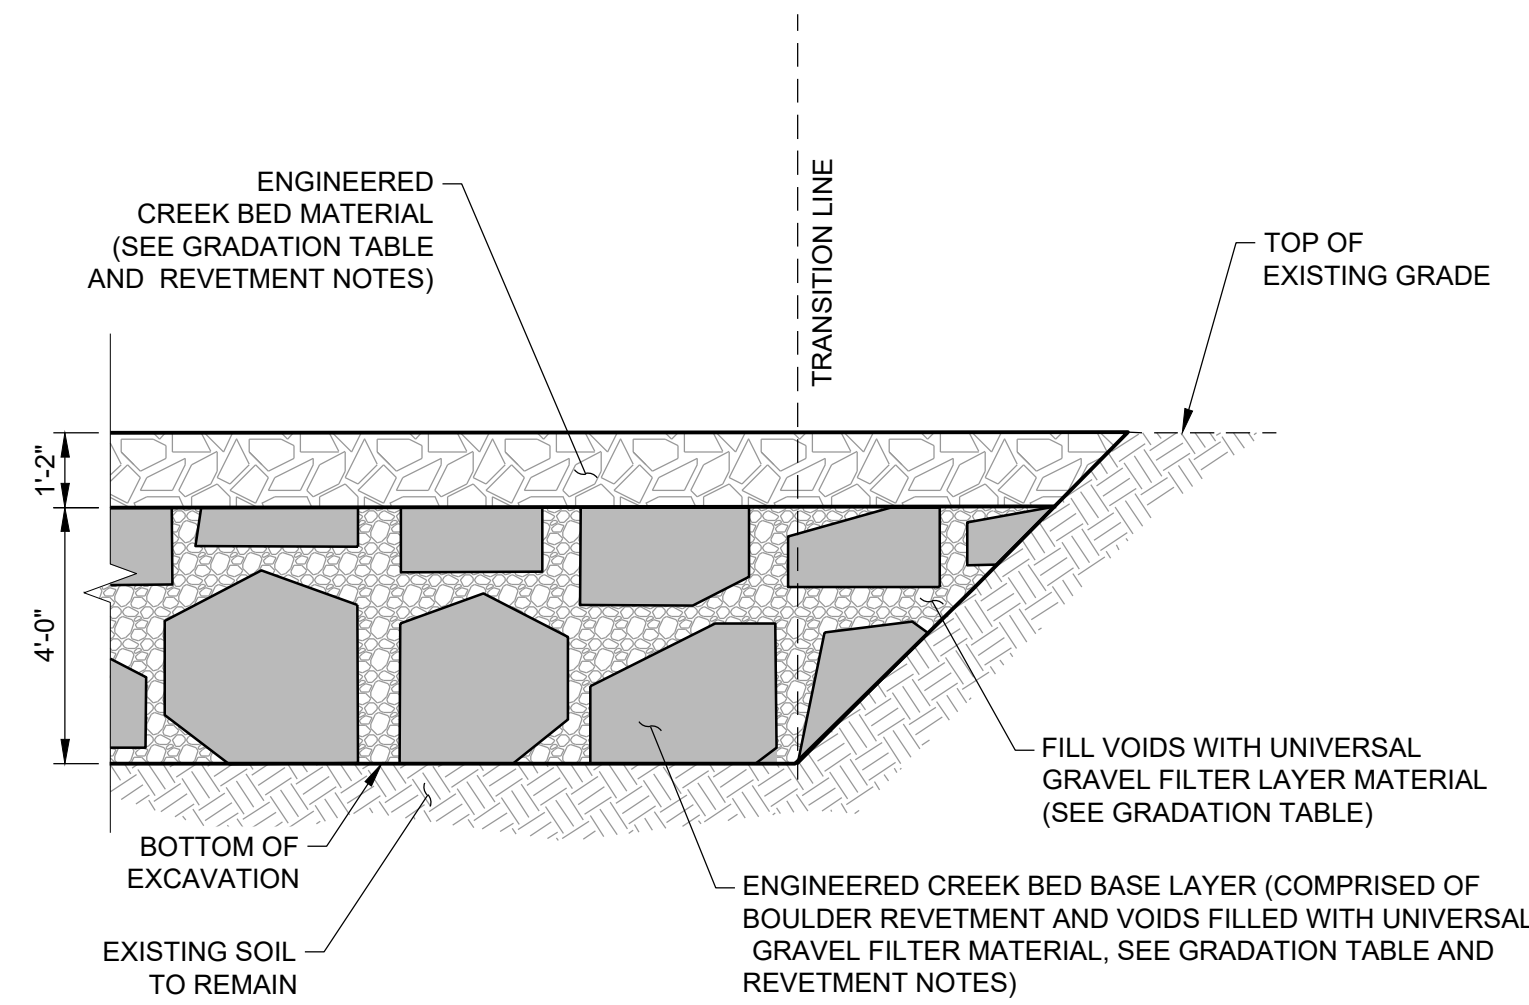 ENGINEERED
CREEK BED MATERIAL
(SEE GRADATION TABLE
AND REVETMENT NOTES)
TRANSITION LINE
TOP OF
EXISTING GRADE
1'-2"
4'-0"
FILL VOIDS WITH UNIVERSAL
GRAVEL FILTER LAYER MATERIAL
(SEE GRADATION TABLE)
BOTTOM OF
EXCAVATION
ENGINEERED CREEK BED BASE LAYER (COMPRISED OF
BOULDER REVETMENT AND VOIDS FILLED WITH UNIVERSAL
GRAVEL FILTER MATERIAL, SEE GRADATION TABLE AND
REVETMENT NOTES)
EXISTING SOIL
TO REMAIN